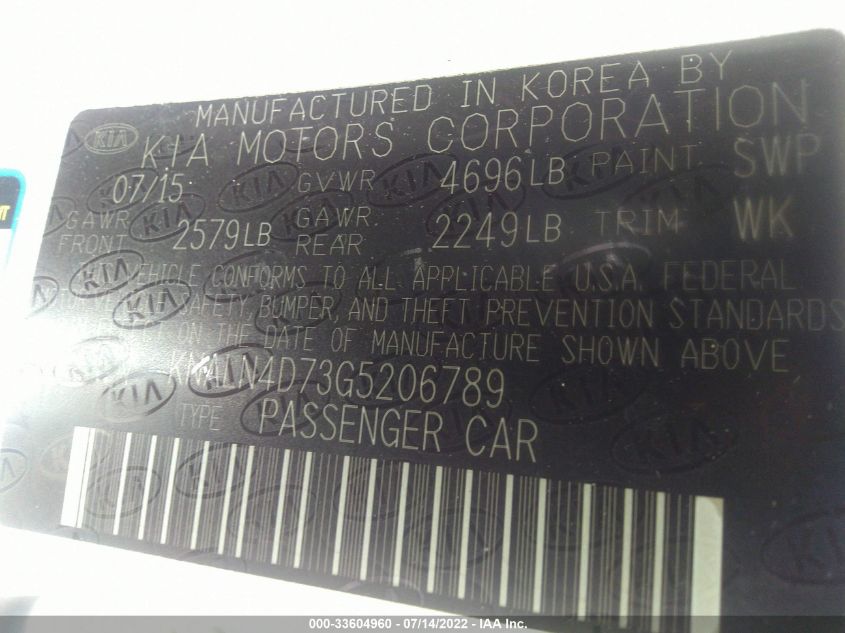 MANUFACTURED IN KOREA BY
KIA KIA MOTORS CORPORATION
07/15 GVWR 4696LB PAINT SWP
GAWR FRONT 2579LB GAWR REAR 2249LB TRIM WK
VEHICLE CONFORMS TO ALL APPLICABLE U.S.A. FEDERAL
SAFETY, BUMPER, AND THEFT PREVENTION STANDARDS
ON THE DATE OF MANUFACTURE SHOWN ABOVE
KNALN4D73G5206789
TYPE PASSENGER CAR
000-33604960 - 07/14/2022 - IAA Inc.